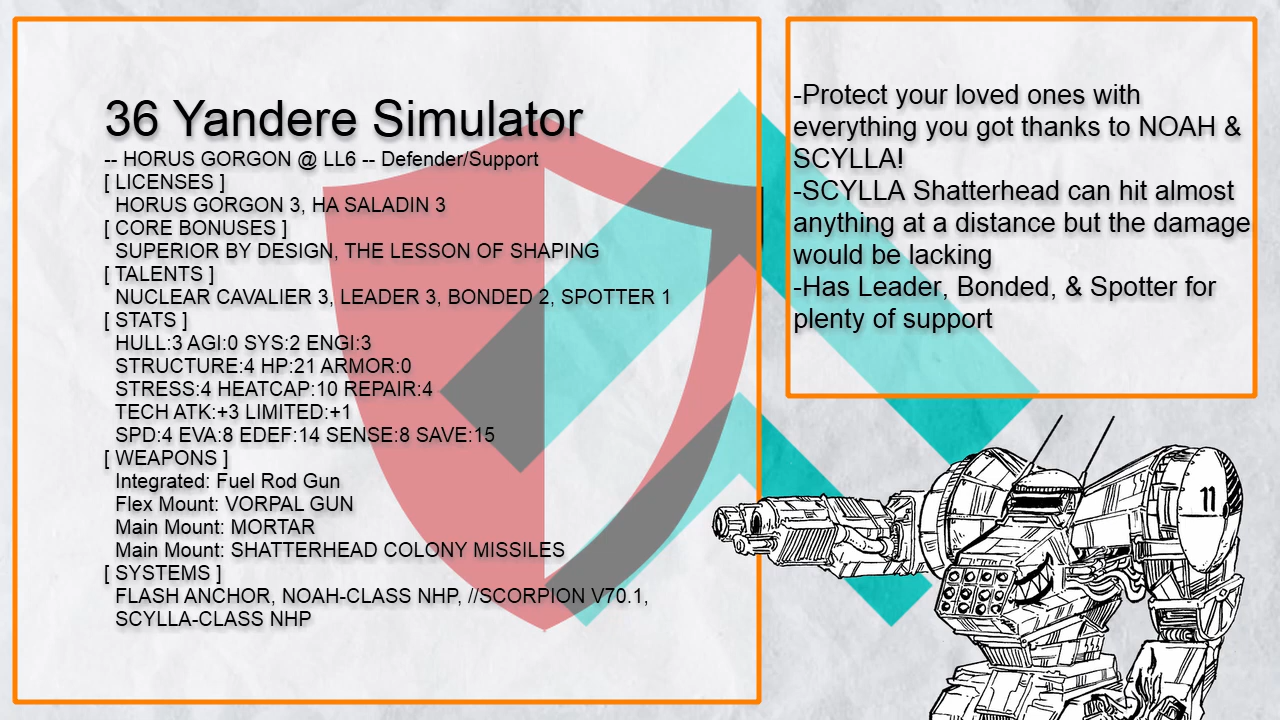 36 Yandere Simulator
-- HORUS GORGON @ LL6 -- Defender/Support
[ LICENSES ]
HORUS GORGON 3, HA SALADIN 3
[ CORE BONUSES ]
SUPERIOR BY DESIGN, THE LESSON OF SHAPING
[ TALENTS ]
NUCLEAR CAVALIER 3, LEADER 3, BONDED 2, SPOTTER 1
[ STATS ]
HULL:3 AGI:0 SYS:2 ENGI:3
STRUCTURE:4 HP:21 ARMOR:0
STRESS:4 HEATCAP:10 REPAIR:4
TECH ATK:+3 LIMITED:+1
SPD:4 EVA:8 EDEF:14 SENSE:8 SAVE:15
[ WEAPONS ]
Integrated: Fuel Rod Gun
Flex Mount: VORPAL GUN
Main Mount: MORTAR
Main Mount: SHATTERHEAD COLONY MISSILES
[ SYSTEMS ]
FLASH ANCHOR, NOAH-CLASS NHP, //SCORPION V70.1,
SCYLLA-CLASS NHP
-Protect your loved ones with
everything you got thanks to NOAH &
SCYLLA!
-SCYLLA Shatterhead can hit almost
anything at a distance but the damage
would be lacking
-Has Leader, Bonded, & Spotter for
plenty of support
11